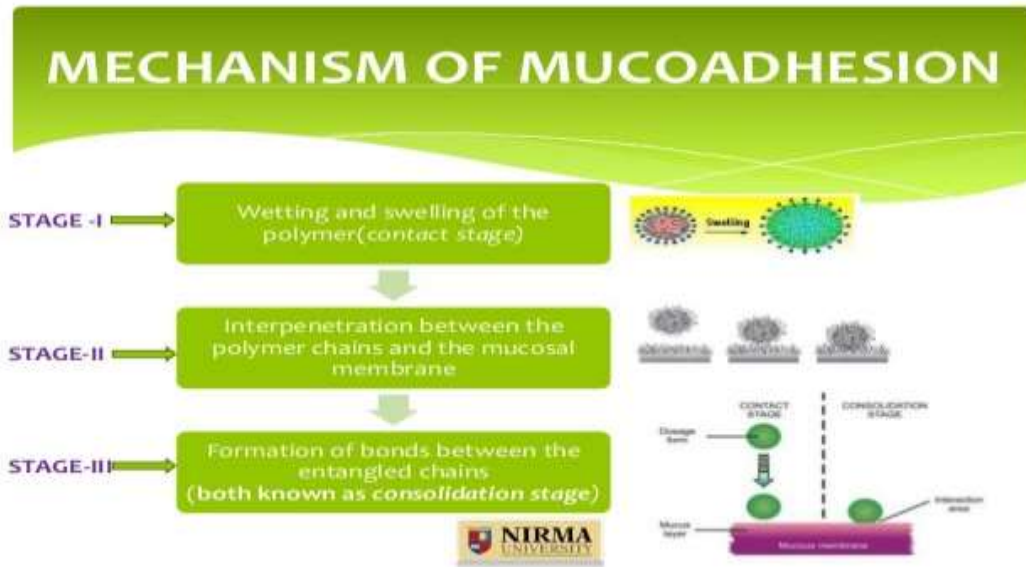 MECHANISM OF MUCOADHESION
STAGE -I
Wetting and swelling of the
polymer(contact stage)
Swelling
STAGE-II
Interpenetration between the
polymer chains and the mucosal
membrane
STAGE-III
Formation of bonds between the
entangled chains
(both known as consolidation stage)
CONTACT
STAGE
CONSOLIDATION
STAGE
Dosage
form
Interaction
area
Mucus
layer
Mucous membrane
NIRMA
UNIVERSITY